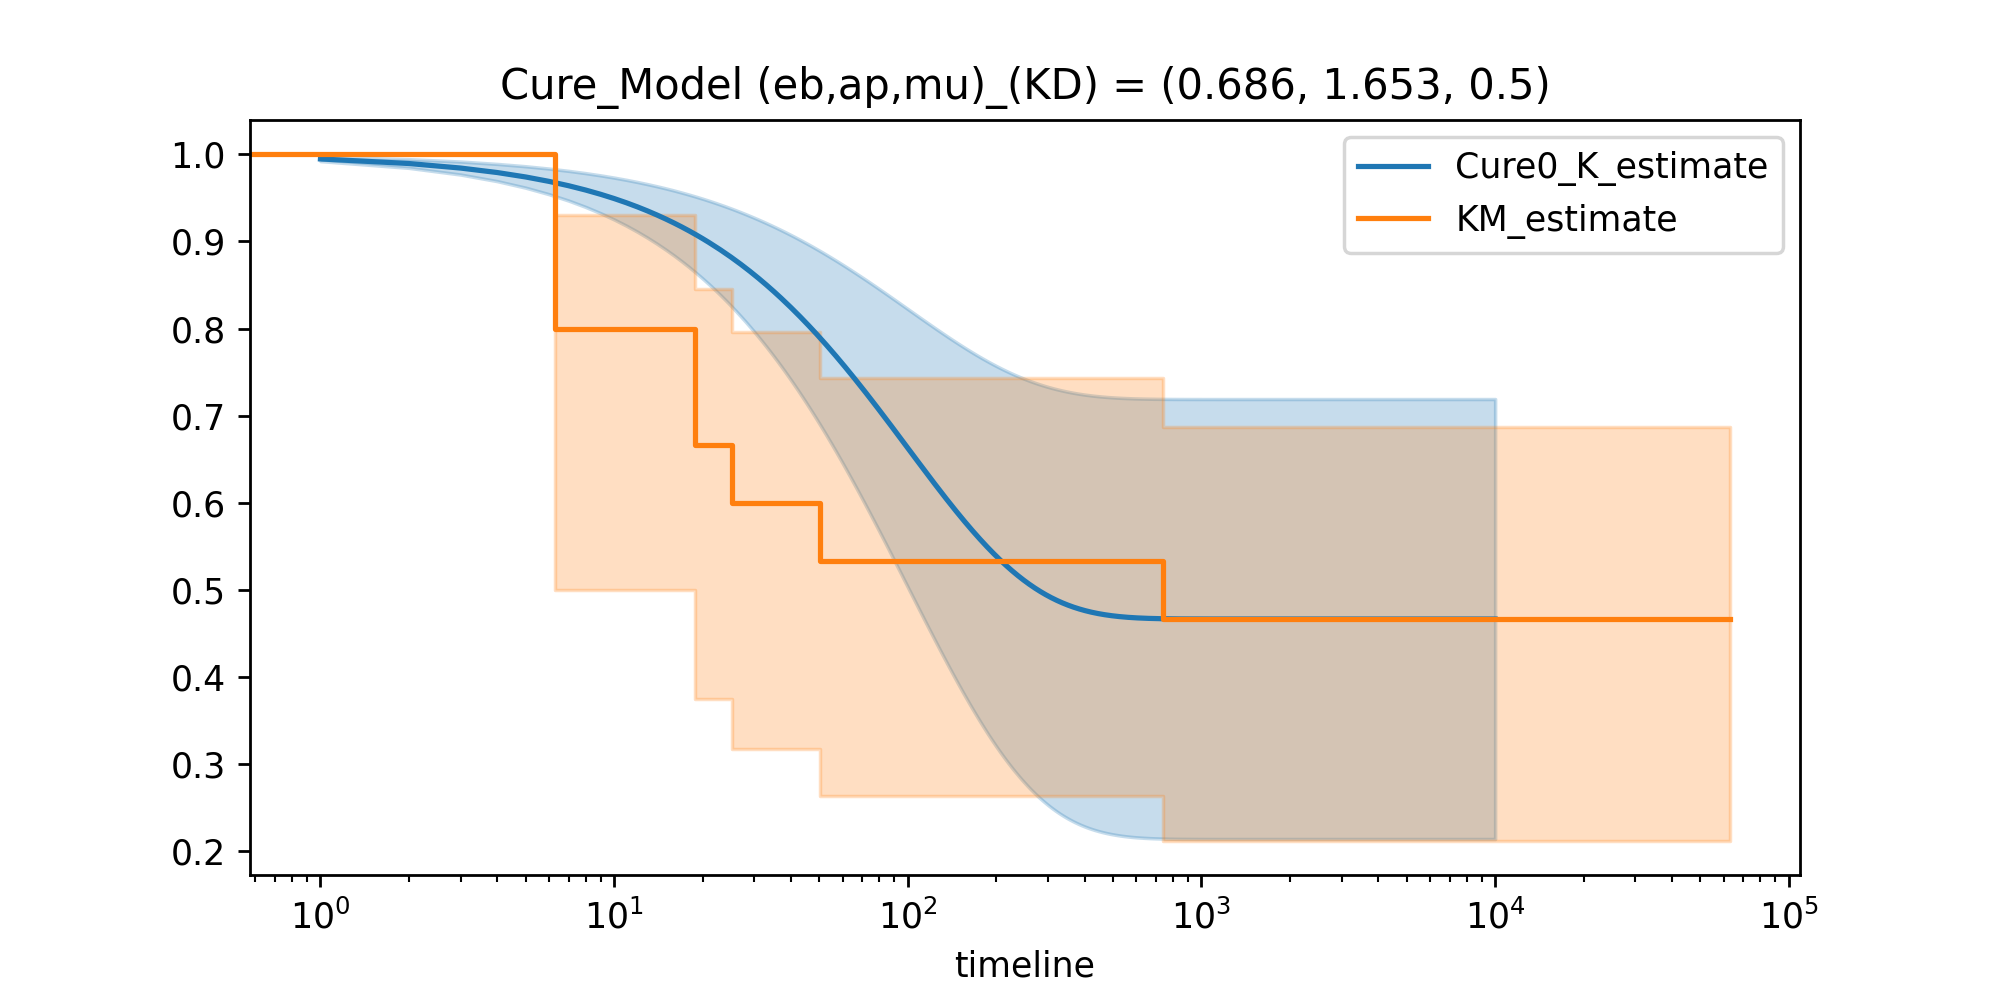 Cure_Model (eb,ap,mu)_(KD) = (0.686, 1.653, 0.5)
Cure0_K_estimate
KM_estimate
1.0
0.9
0.8
0.7
0.6
0.5
0.4
0.3
0.2
10⁰ 10¹ 10² 10³ 10⁴ 10⁵
timeline